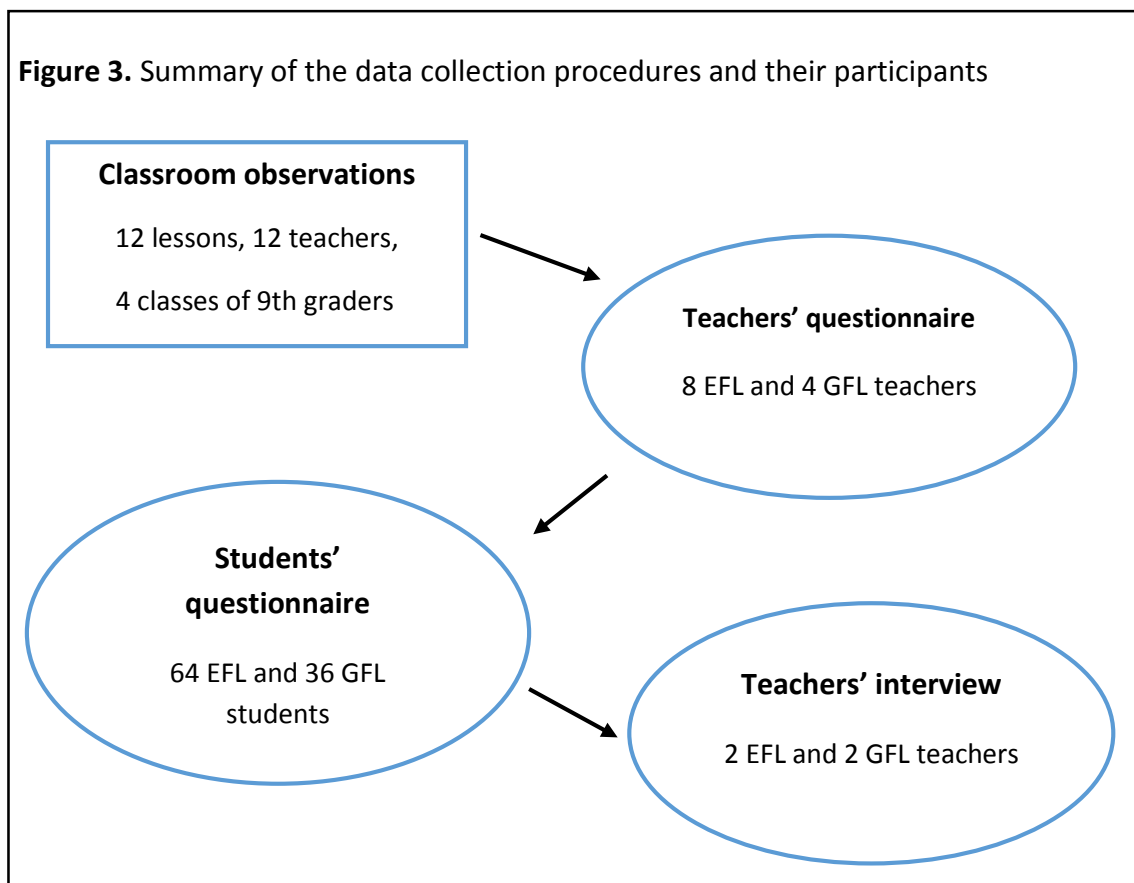 Figure 3. Summary of the data collection procedures and their participants
Classroom observations
12 lessons, 12 teachers,
4 classes of 9th graders
Teachers’ questionnaire
8 EFL and 4 GFL teachers
Students’
questionnaire
64 EFL and 36 GFL
students
Teachers’ interview
2 EFL and 2 GFL teachers